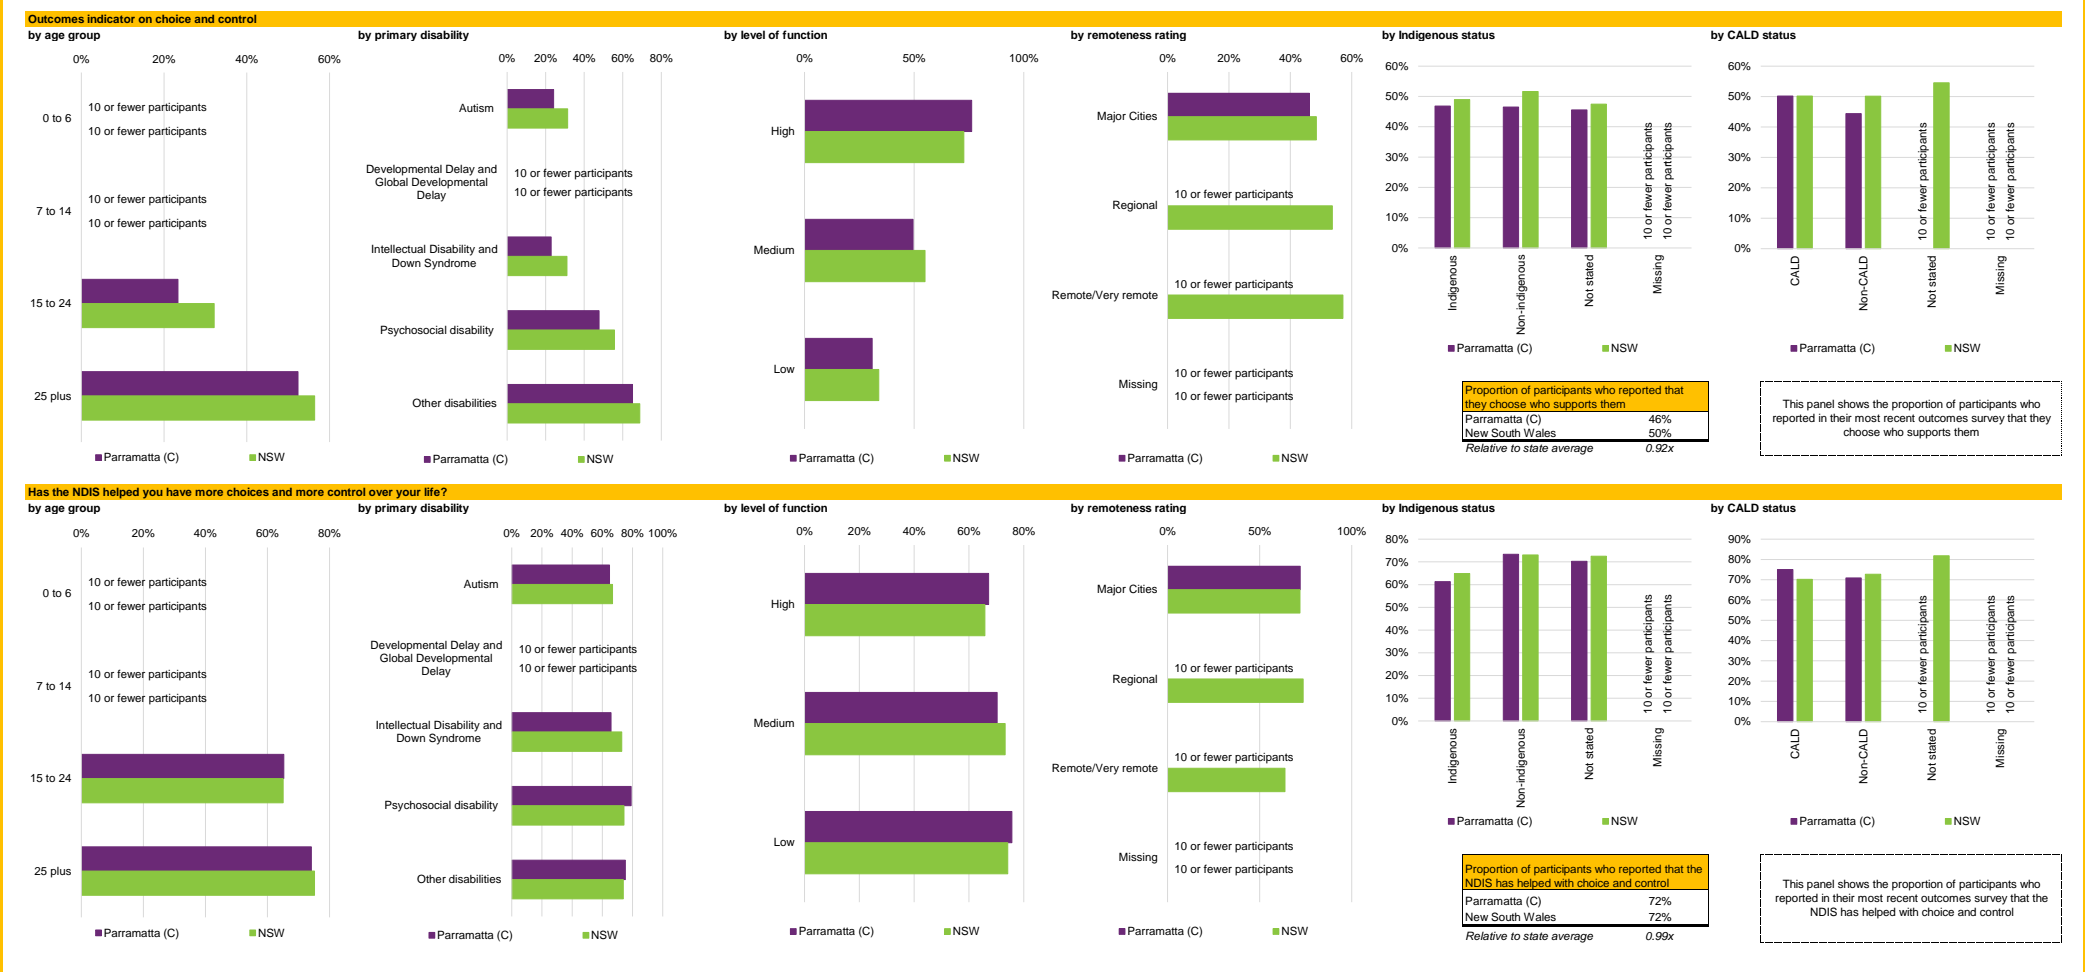 Outcomes indicator on choice and control
by age group
0% 20% 40% 60%
0 to 6
10 or fewer participants
10 or fewer participants
7 to 14
10 or fewer participants
10 or fewer participants
15 to 24
25 plus
Parramatta (C) NSW
by primary disability
0% 20% 40% 60% 80%
Autism
Developmental Delay and
Global Developmental
Delay
10 or fewer participants
10 or fewer participants
Intellectual Disability and
Down Syndrome
Psychosocial disability
Other disabilities
Parramatta (C) NSW
by level of function
0% 50% 100%
High
Medium
Low
Parramatta (C) NSW
by remoteness rating
0% 20% 40% 60%
Major Cities
Regional
10 or fewer participants
Remote/Very remote
10 or fewer participants
Missing
10 or fewer participants
10 or fewer participants
Parramatta (C) NSW
by Indigenous status
60%
50%
40%
30%
20%
10%
0%
10 or fewer participants
10 or fewer participants
Indigenous
Non-indigenous
Not stated
Missing
Parramatta (C) NSW
Proportion of participants who reported that
they choose who supports them
Parramatta (C) 46%
New South Wales 50%
Relative to state average 0.92x
by CALD status
60%
50%
40%
30%
20%
10%
0%
10 or fewer participants
10 or fewer participants
10 or fewer participants
CALD
Non-CALD
Not stated
Missing
Parramatta (C) NSW
This panel shows the proportion of participants who
reported in their most recent outcomes survey that they
choose who supports them
Has the NDIS helped you have more choices and more control over your life?
by age group
0% 20% 40% 60% 80%
0 to 6
10 or fewer participants
10 or fewer participants
7 to 14
10 or fewer participants
10 or fewer participants
15 to 24
25 plus
Parramatta (C) NSW
by primary disability
0% 20% 40% 60% 80% 100%
Autism
Developmental Delay and
Global Developmental
Delay
10 or fewer participants
10 or fewer participants
Intellectual Disability and
Down Syndrome
Psychosocial disability
Other disabilities
Parramatta (C) NSW
by level of function
0% 20% 40% 60% 80%
High
Medium
Low
Parramatta (C) NSW
by remoteness rating
0% 50% 100%
Major Cities
Regional
10 or fewer participants
Remote/Very remote
10 or fewer participants
Missing
10 or fewer participants
10 or fewer participants
Parramatta (C) NSW
by Indigenous status
80%
70%
60%
50%
40%
30%
20%
10%
0%
10 or fewer participants
10 or fewer participants
Indigenous
Non-indigenous
Not stated
Missing
Parramatta (C) NSW
Proportion of participants who reported that the
NDIS has helped with choice and control
Parramatta (C) 72%
New South Wales 72%
Relative to state average 0.99x
by CALD status
90%
80%
70%
60%
50%
40%
30%
20%
10%
0%
10 or fewer participants
10 or fewer participants
10 or fewer participants
CALD
Non-CALD
Not stated
Missing
Parramatta (C) NSW
This panel shows the proportion of participants who
reported in their most recent outcomes survey that the
NDIS has helped with choice and control